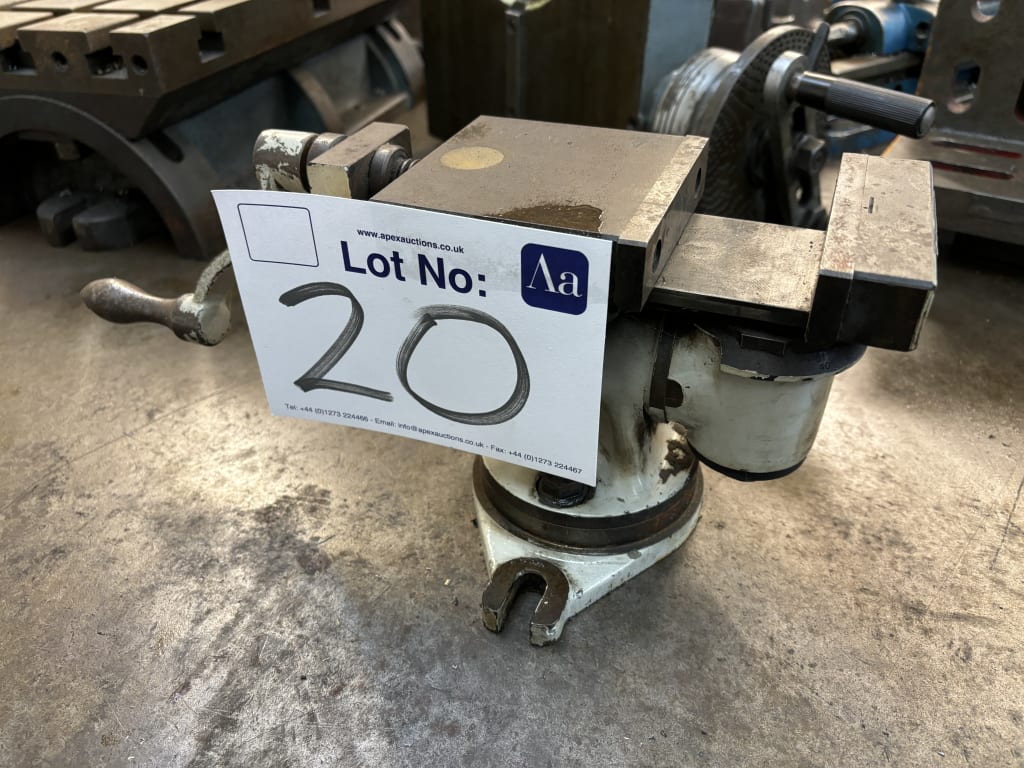 www.apexauctions.co.uk
Lot No:
Aa
20
Tel: +44 (0)1273 224466 - Email: info@apexauctions.co.uk - Fax: +44 (0)1273 224467